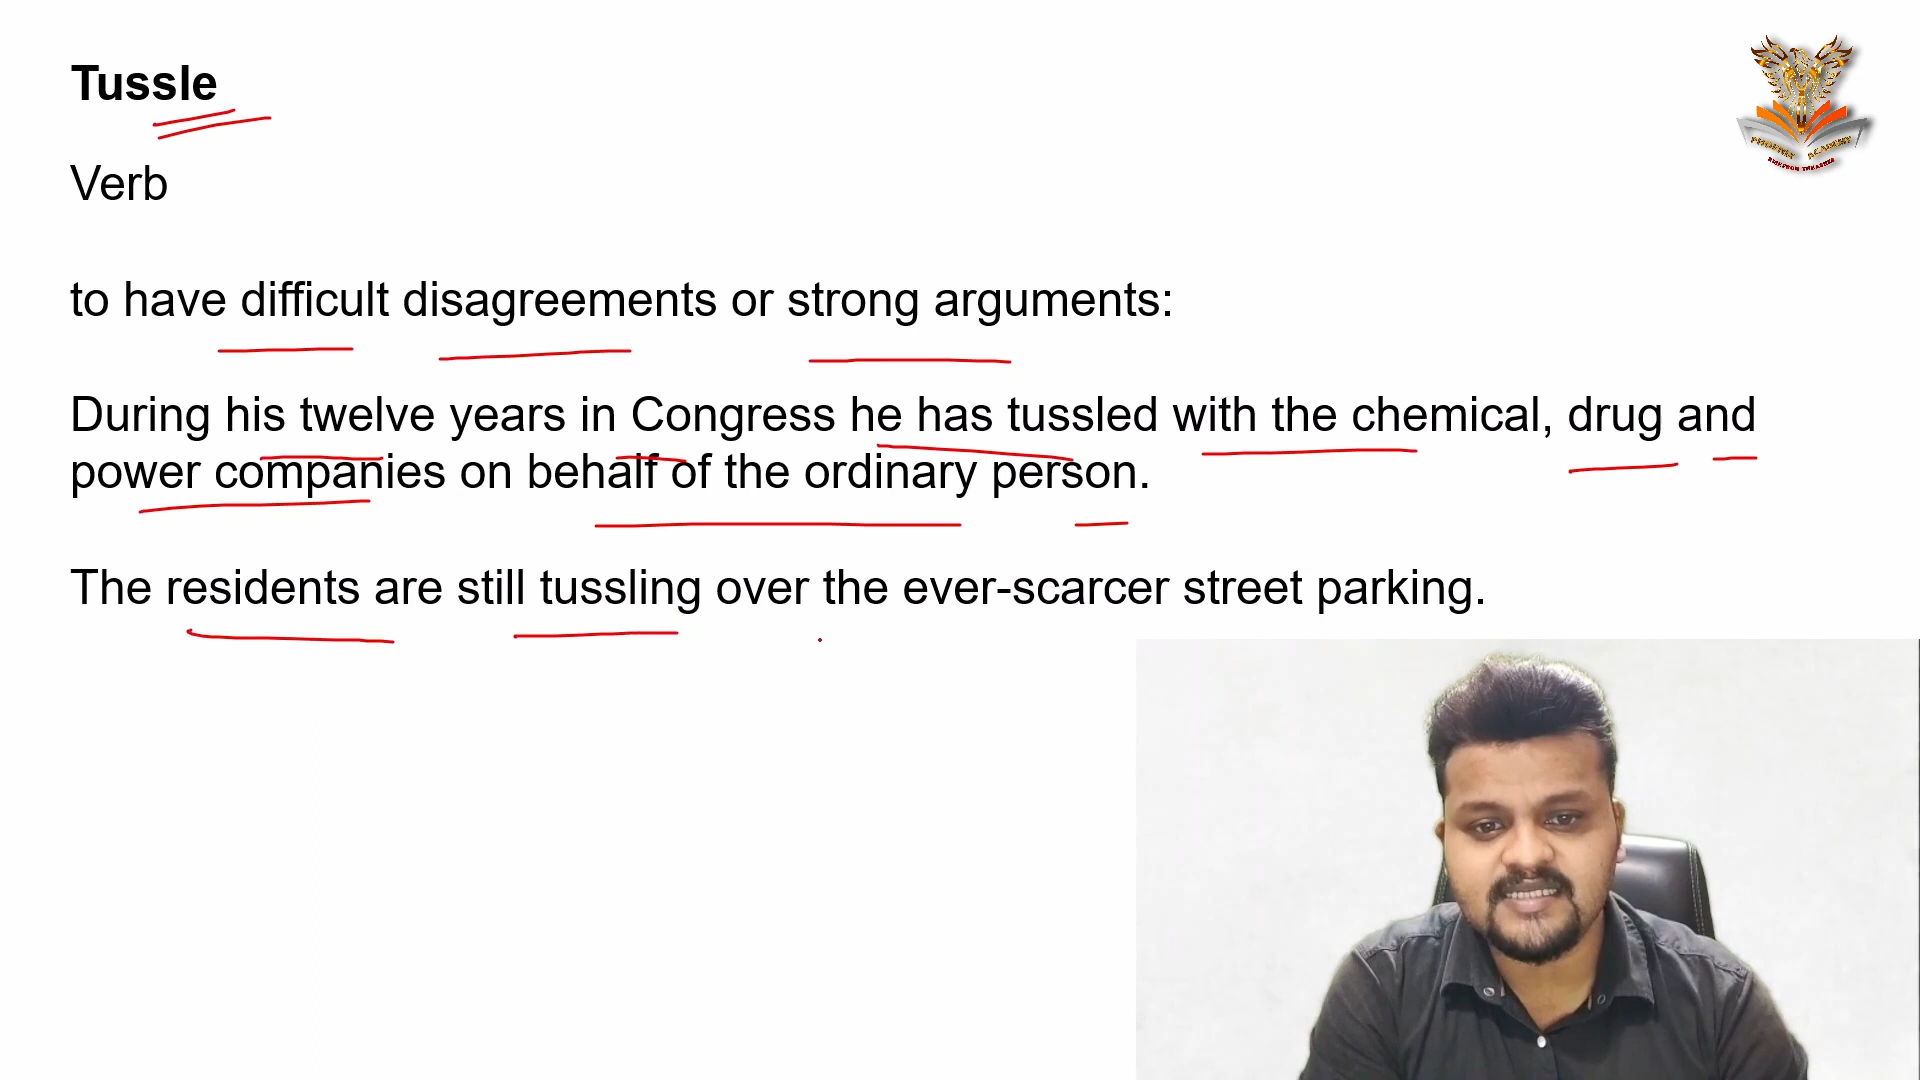 Tussle
Verb
to have difficult disagreements or strong arguments:
During his twelve years in Congress he has tussled with the chemical, drug and
power companies on behalf of the ordinary person.
The residents are still tussling over the ever-scarcer street parking.
PHOENIX ACADEMY